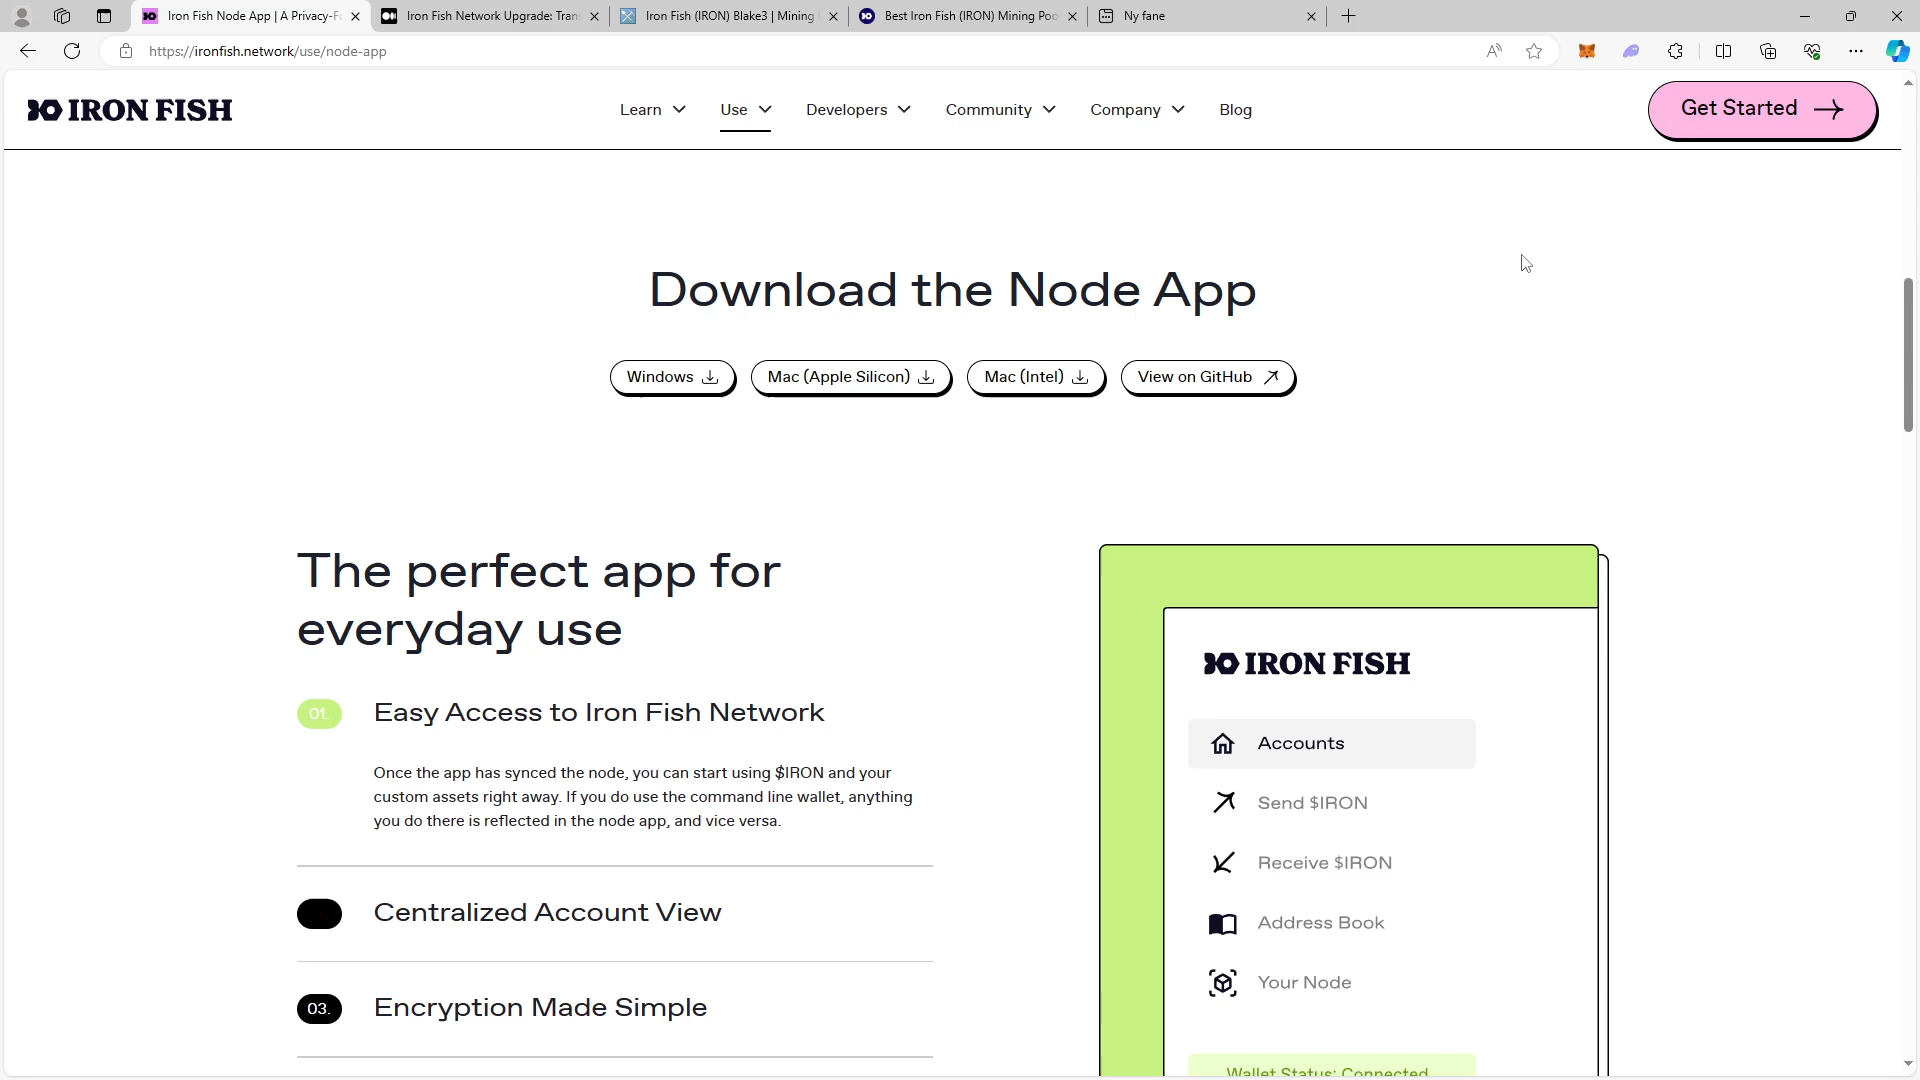 Iron Fish Node App | A Privacy-F
Iron Fish Network Upgrade: Tran
Iron Fish (IRON) Blake3 | Mining
Best Iron Fish (IRON) Mining Poo
Ny fane
https://ironfish.network/use/node-app
IRON FISH
Learn
Use
Developers
Community
Company
Blog
Get Started
Download the Node App
Windows
Mac (Apple Silicon)
Mac (Intel)
View on GitHub
The perfect app for
everyday use
01.
Easy Access to Iron Fish Network
Once the app has synced the node, you can start using $IRON and your
custom assets right away. If you do use the command line wallet, anything
you do there is reflected in the node app, and vice versa.
Centralized Account View
03.
Encryption Made Simple
IRON FISH
Accounts
Send $IRON
Receive $IRON
Address Book
Your Node
Wallet Status: Connected